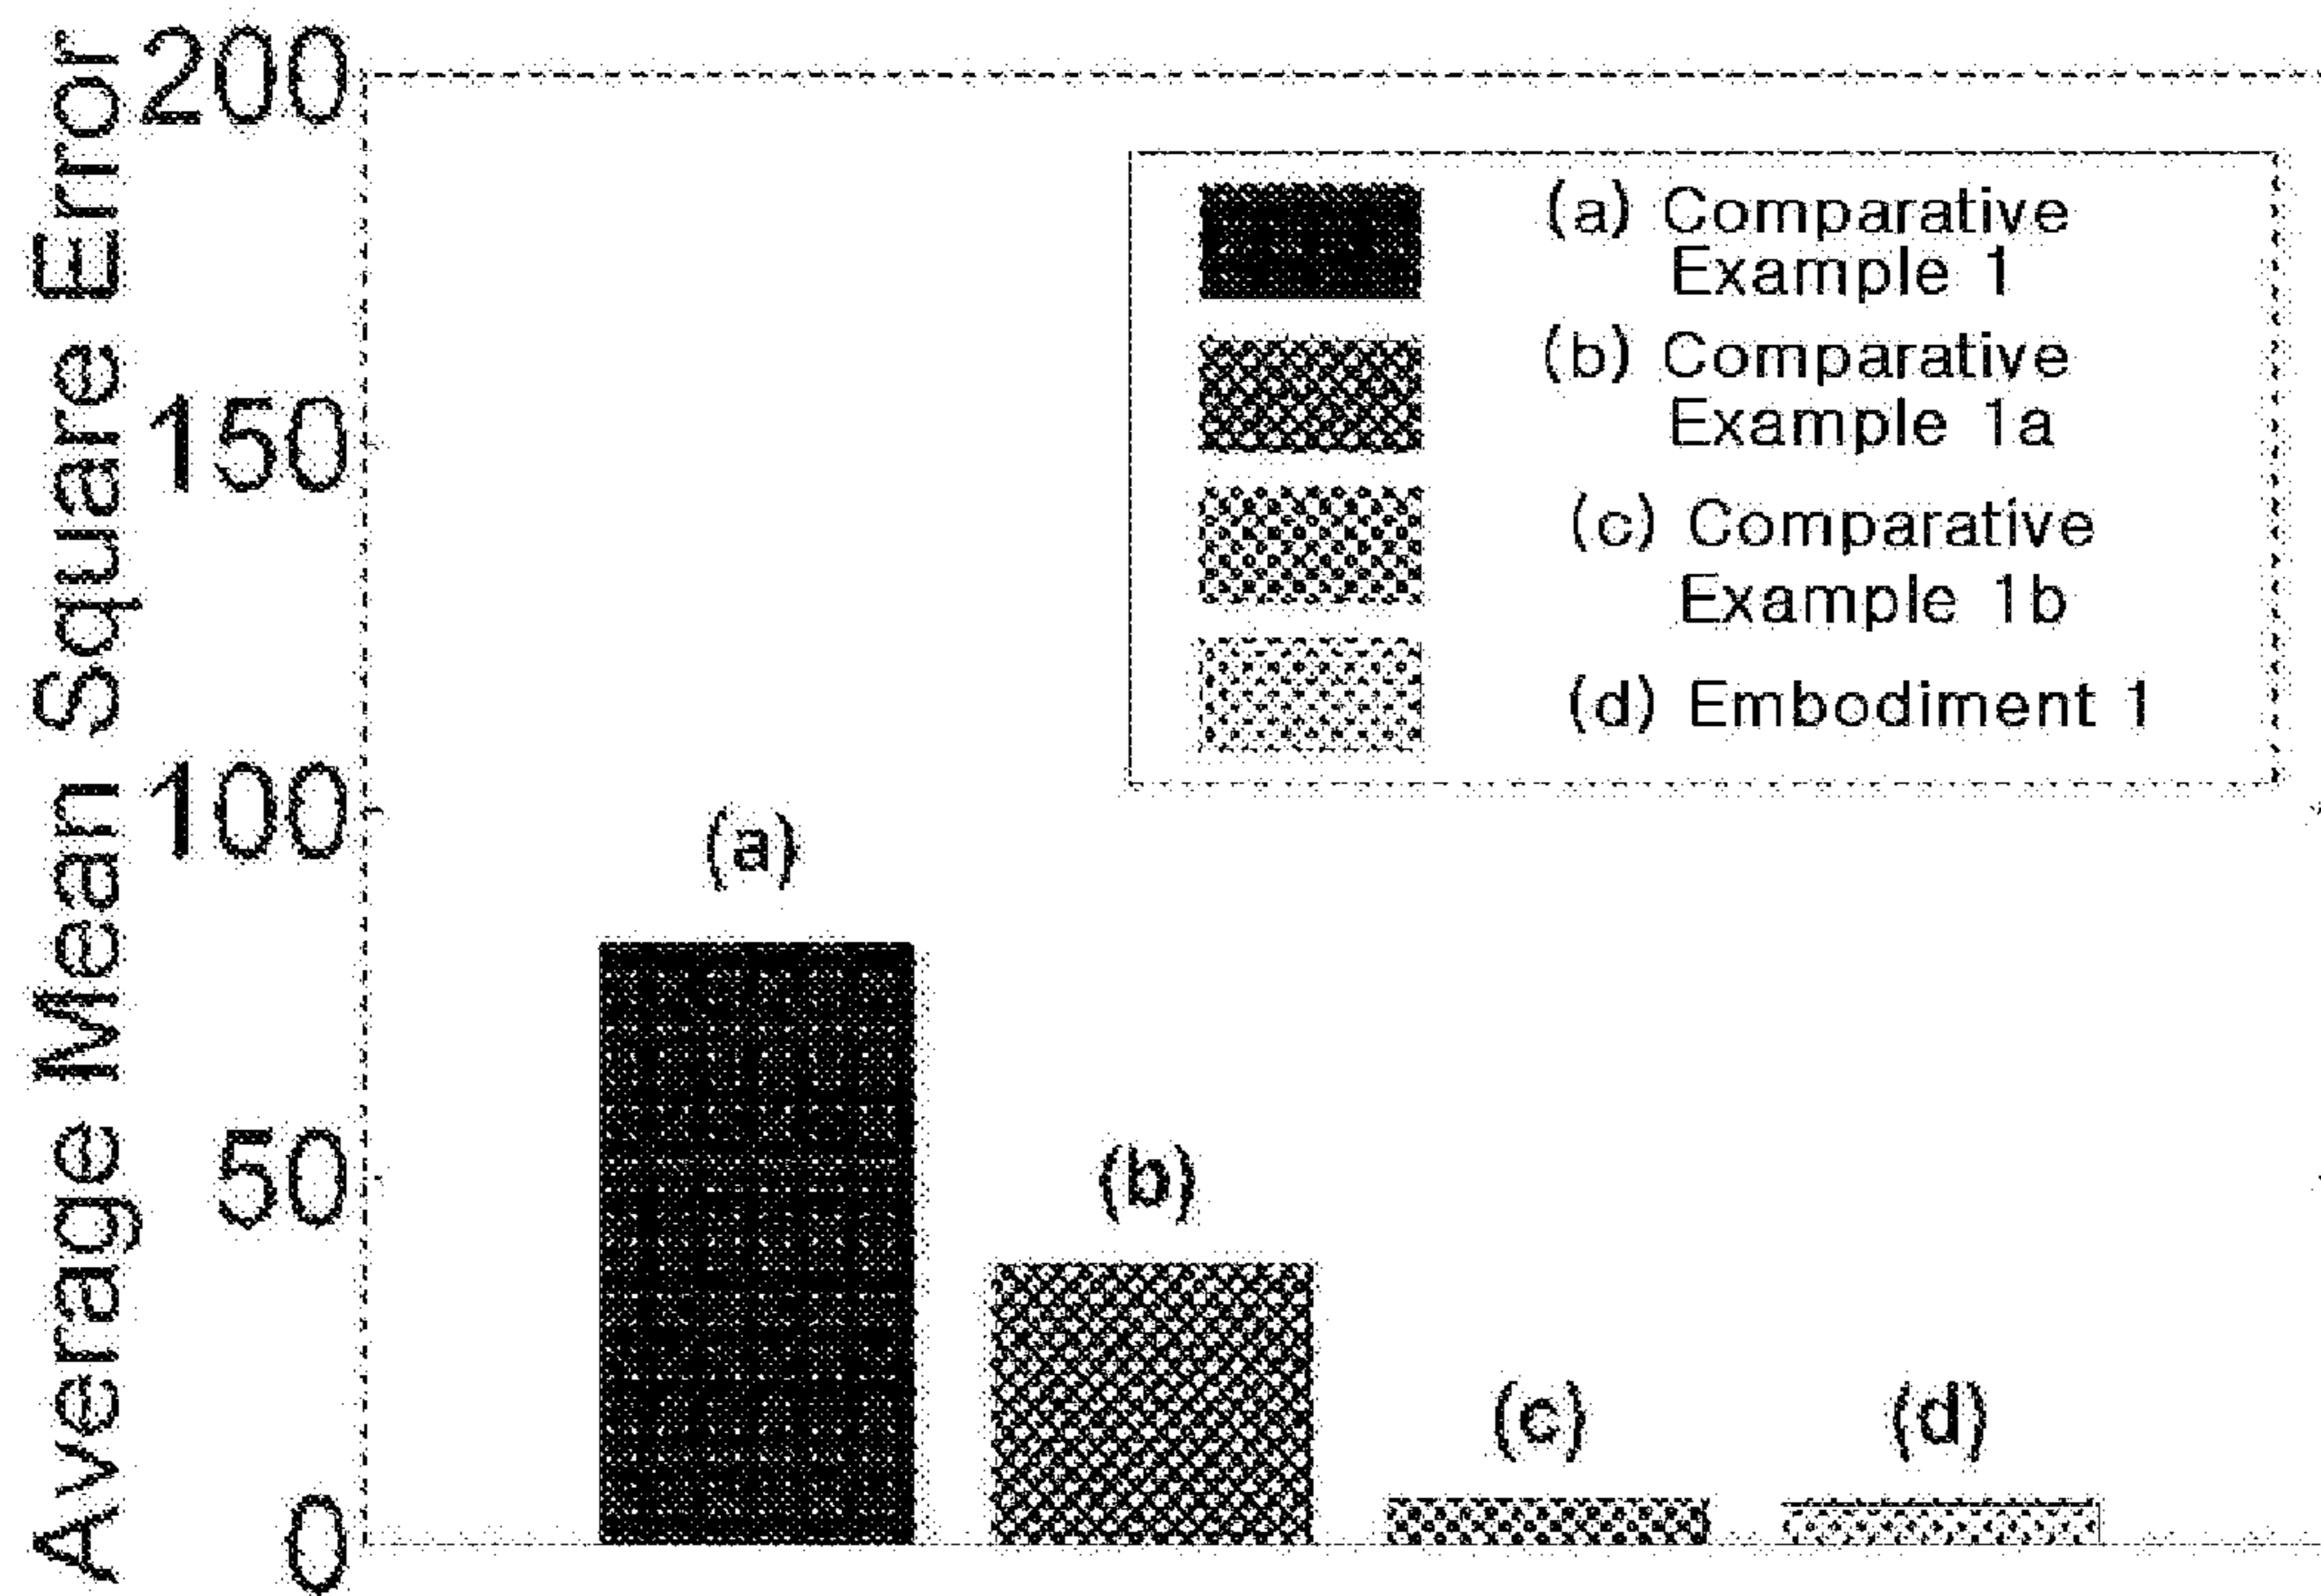 Average Mean Square Error
200
150
100
50
0
(a) Comparative
Example 1
(b) Comparative
Example 1a
(c) Comparative
Example 1b
(d) Embodiment 1
(a)
(b)
(c)
(d)